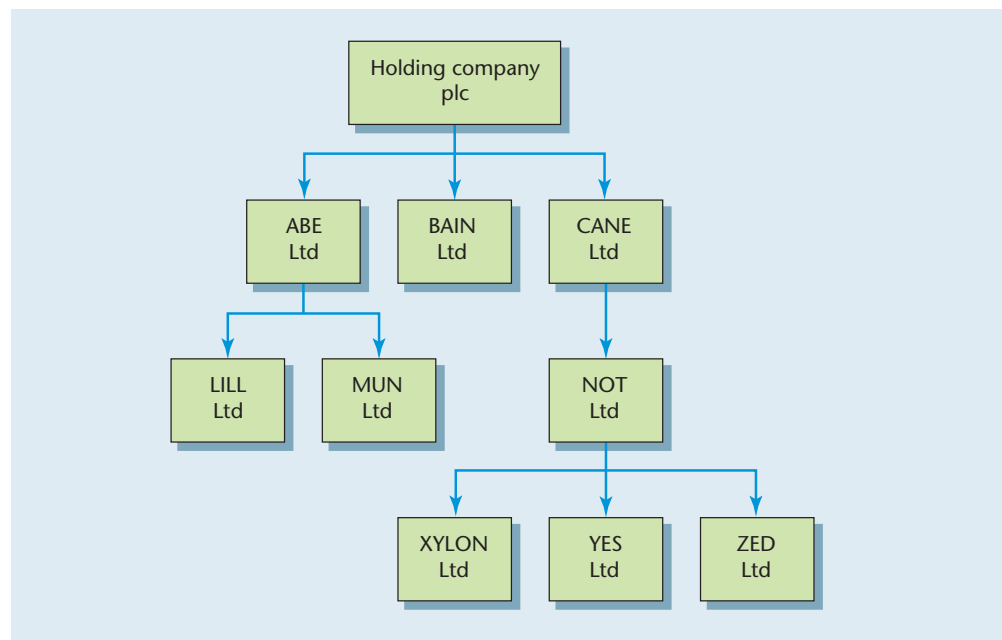 Holding company
plc
ABE
Ltd
BAIN
Ltd
CANE
Ltd
LILL
Ltd
MUN
Ltd
NOT
Ltd
XYLON
Ltd
YES
Ltd
ZED
Ltd